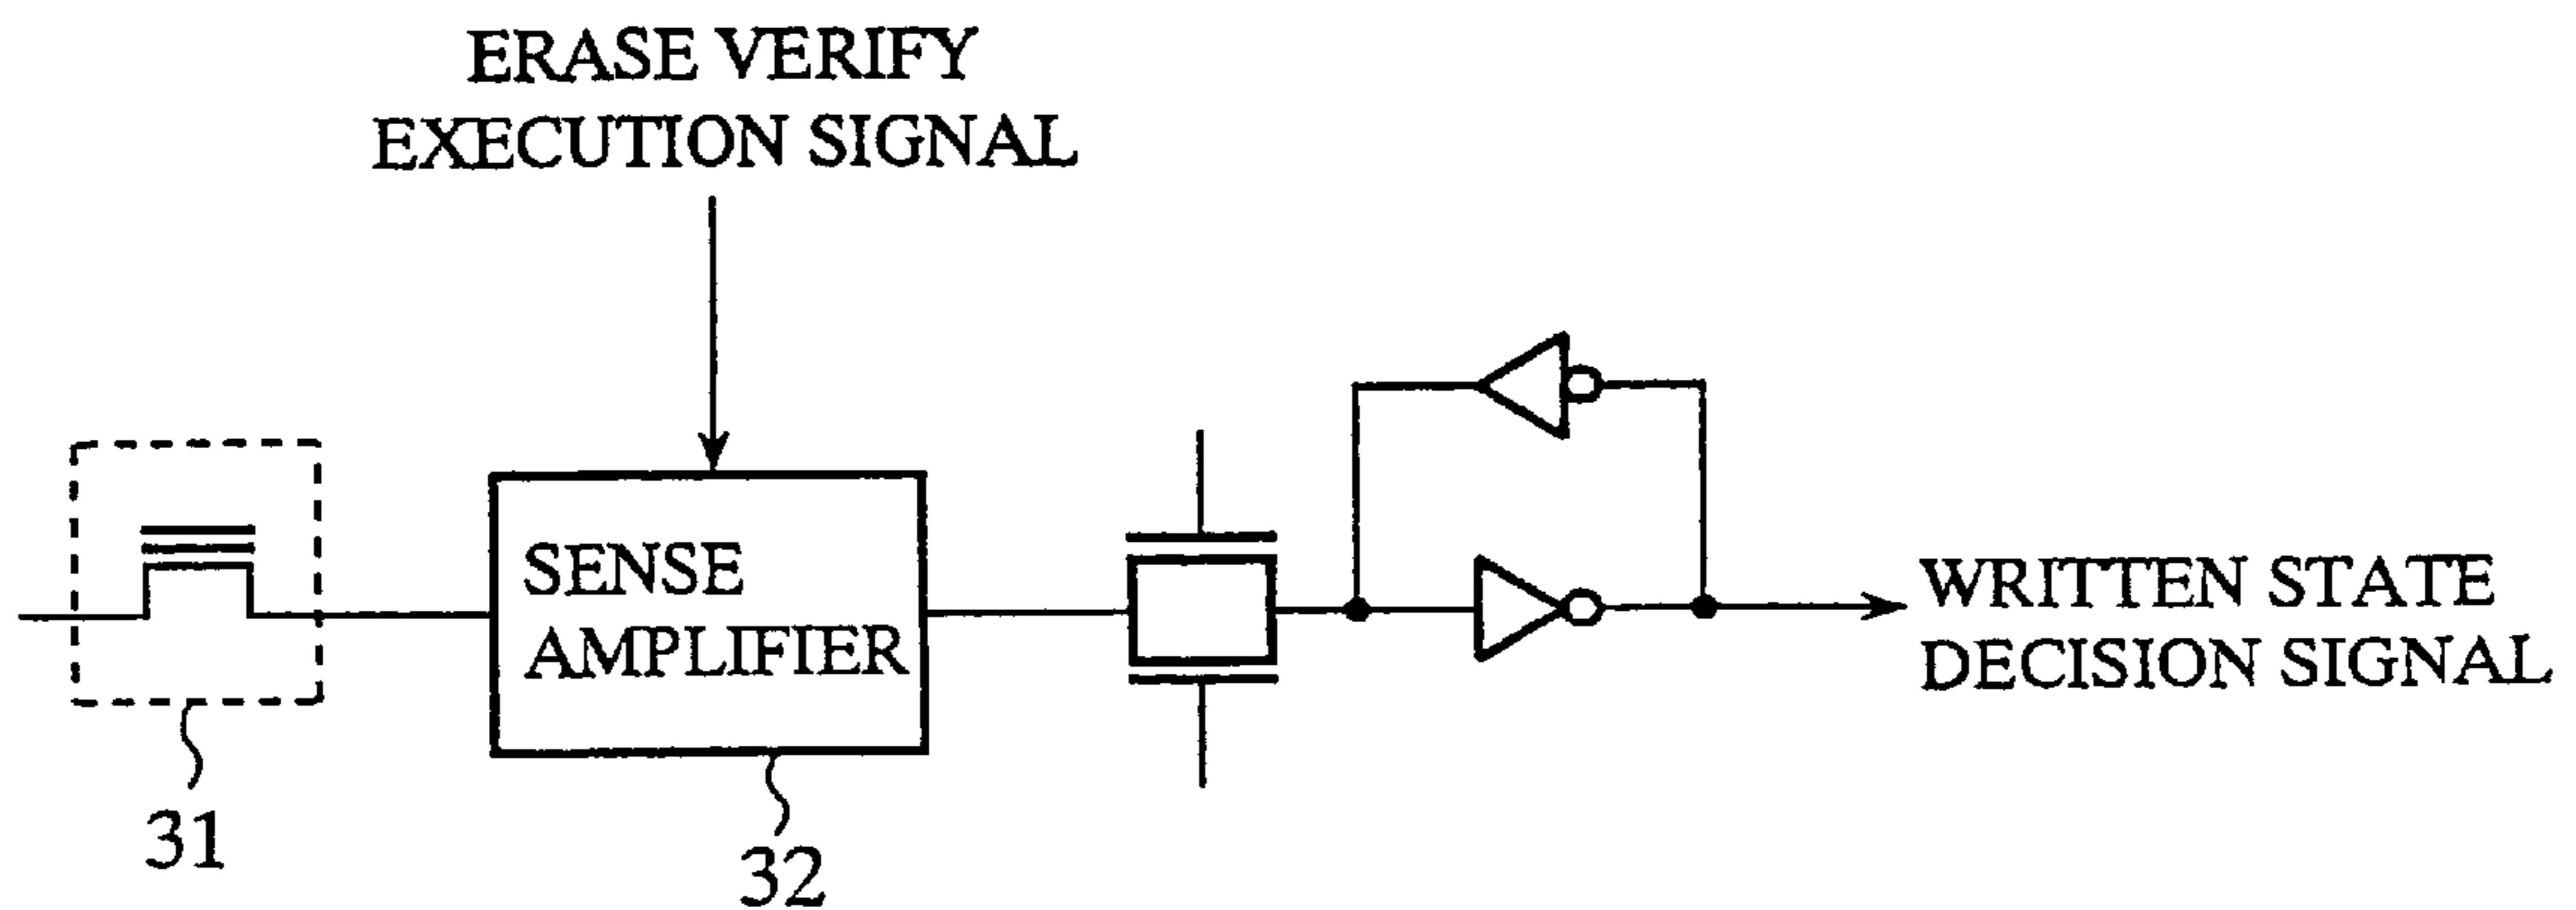 ERASE VERIFY
EXECUTION SIGNAL
SENSE
AMPLIFIER
WRITTEN STATE
DECISION SIGNAL
31
32